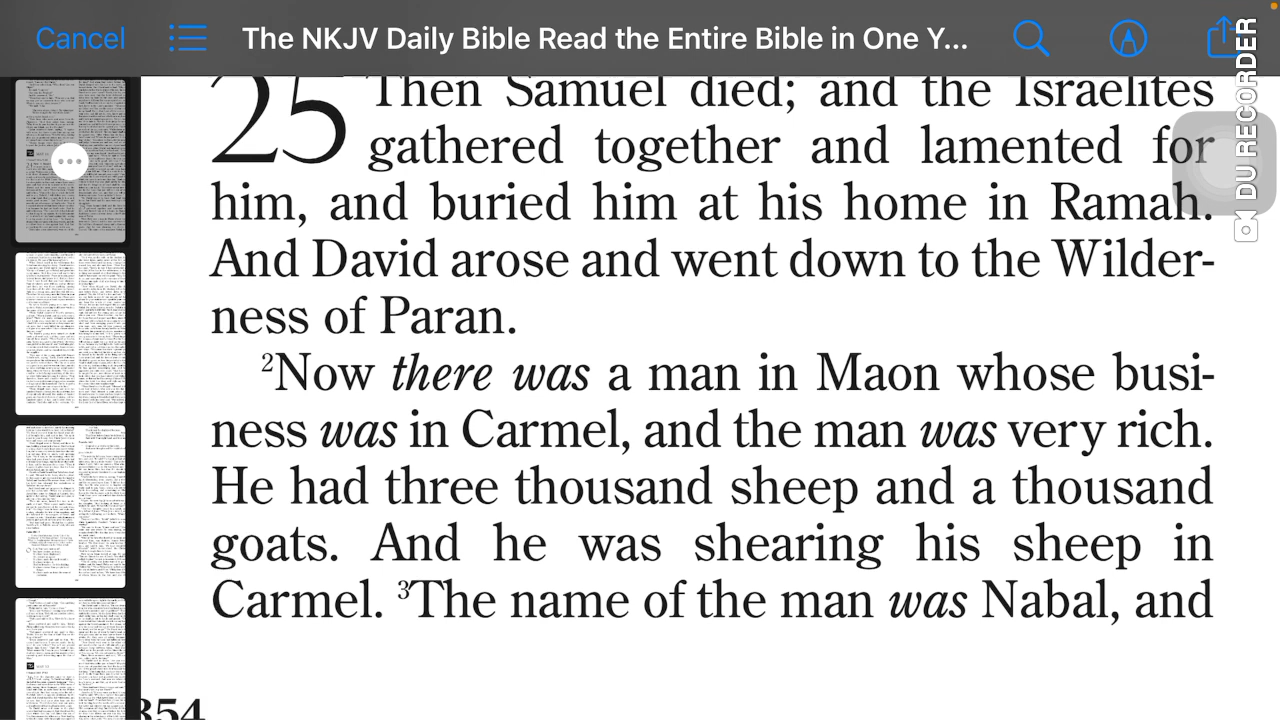 Cancel
The NKJV Daily Bible Read the Entire Bible in One Y...
DU RECORDER
25 Then Samuel died; and the Israelites
gathered together and lamented for
him, and buried him at his home in Ramah.
And David arose and went down to the Wilder-
ness of Paran.
²Now there was a man in Maon whose busi-
ness was in Carmel, and the man was very rich.
He had three thousand sheep and a thousand
goats. And he was shearing his sheep in
Carmel. ³The name of the man was Nabal, and
354